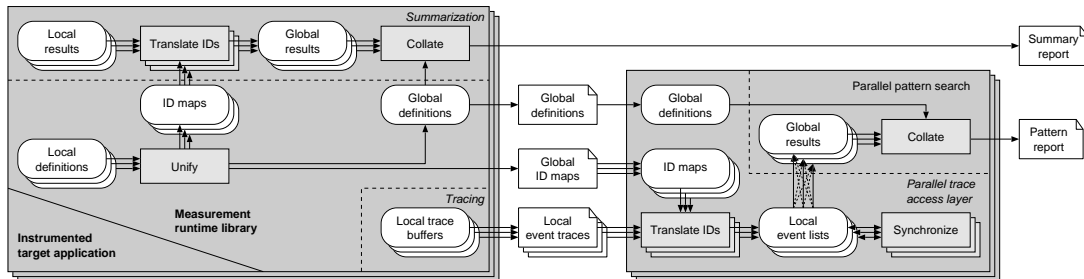 Summarization
Local
results
Translate IDs
Global
results
Collate
Summary
report
ID maps
Global
definitions
Local
definitions
Unify
Tracing
Local trace
buffers
Measurement
runtime library
Instrumented
target application
Global
definitions
Global
ID maps
Local
event traces
Parallel pattern search
Global
definitions
Global
results
Collate
Pattern
report
ID maps
Parallel trace
access layer
Translate IDs
Local
event lists
Synchronize